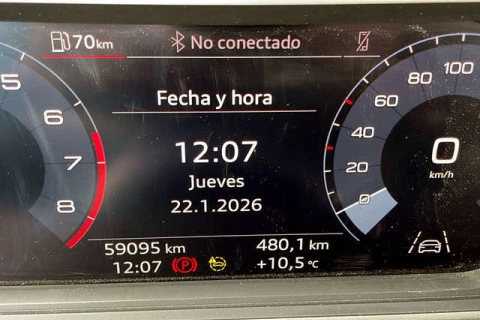 70km
No conectado
Fecha y hora
12:07
Jueves
22.1.2026
59095 km
480,1 km
12:07
+10,5 °C
5
6
7
8
100
80
60
40
20
0
0
km/h
P